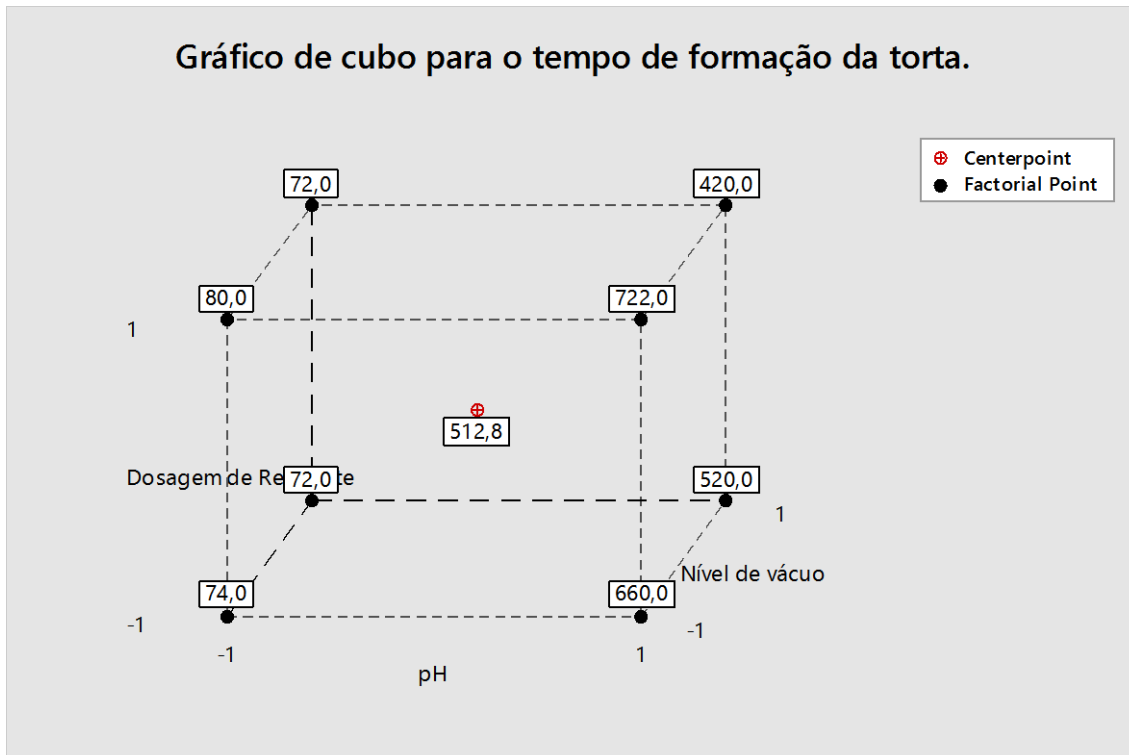 Gráfico de cubo para o tempo de formação da torta.
Centerpoint
Factorial Point
72,0
420,0
80,0
722,0
1
512,8
Dosagem de Re te
72,0
520,0
1
Nível de vácuo
74,0
660,0
-1
-1
-1
1
pH